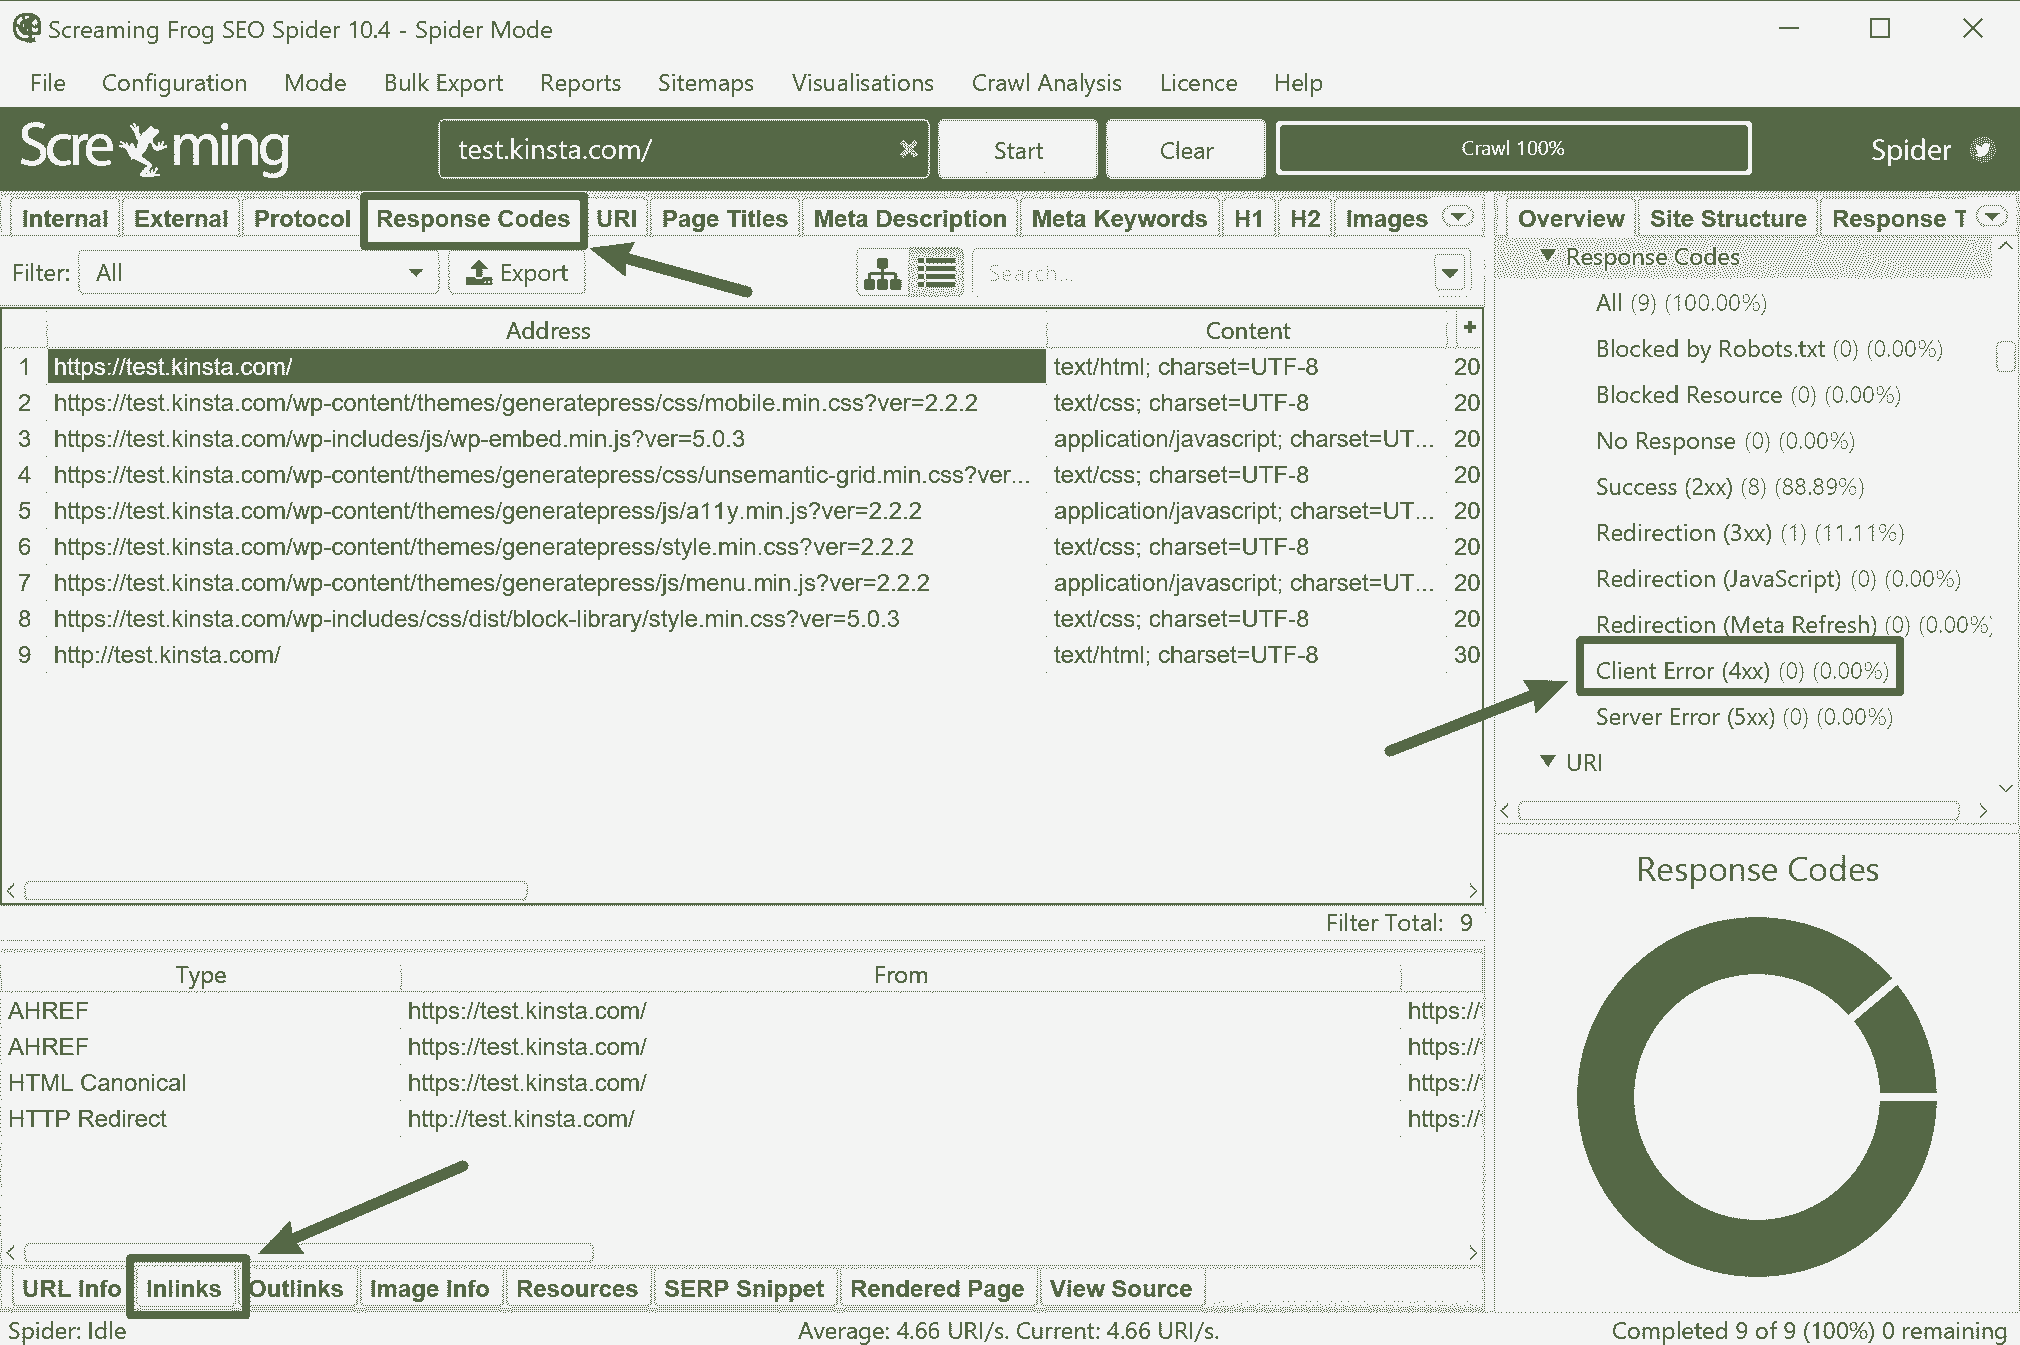 Screaming Frog SEO Spider 10.4 - Spider Mode
File Configuration Mode Bulk Export Reports Sitemaps Visualisations Crawl Analysis Licence Help
Scre ming test.kinsta.com/ Start Clear Crawl 100% Spider
Internal External Protocol Response Codes URI Page Titles Meta Description Meta Keywords H1 H2 Images
Filter: All Export Search...
Address Content +
1 https://test.kinsta.com/ text/html; charset=UTF-8 20
2 https://test.kinsta.com/wp-content/themes/generatepress/css/mobile.min.css?ver=2.2.2 text/css; charset=UTF-8 20
3 https://test.kinsta.com/wp-includes/js/wp-embed.min.js?ver=5.0.3 application/javascript; charset=UT... 20
4 https://test.kinsta.com/wp-content/themes/generatepress/css/unsemantic-grid.min.css?ver... text/css; charset=UTF-8 20
5 https://test.kinsta.com/wp-content/themes/generatepress/js/a11y.min.js?ver=2.2.2 application/javascript; charset=UT... 20
6 https://test.kinsta.com/wp-content/themes/generatepress/style.min.css?ver=2.2.2 text/css; charset=UTF-8 20
7 https://test.kinsta.com/wp-content/themes/generatepress/js/menu.min.js?ver=2.2.2 application/javascript; charset=UT... 20
8 https://test.kinsta.com/wp-includes/css/dist/block-library/style.min.css?ver=5.0.3 text/css; charset=UTF-8 20
9 http://test.kinsta.com/ text/html; charset=UTF-8 30
Filter Total: 9
Type From
AHREF https://test.kinsta.com/ https://
AHREF https://test.kinsta.com/ https://
HTML Canonical https://test.kinsta.com/ https://
HTTP Redirect http://test.kinsta.com/ https://
URL Info Inlinks Outlinks Image Info Resources SERP Snippet Rendered Page View Source
Overview Site Structure Response T
Response Codes
All (9) (100.00%)
Blocked by Robots.txt (0) (0.00%)
Blocked Resource (0) (0.00%)
No Response (0) (0.00%)
Success (2xx) (8) (88.89%)
Redirection (3xx) (1) (11.11%)
Redirection (JavaScript) (0) (0.00%)
Redirection (Meta Refresh) (0) (0.00%)
Client Error (4xx) (0) (0.00%)
Server Error (5xx) (0) (0.00%)
URI
Response Codes
Spider: Idle Average: 4.66 URI/s. Current: 4.66 URI/s. Completed 9 of 9 (100%) 0 remaining